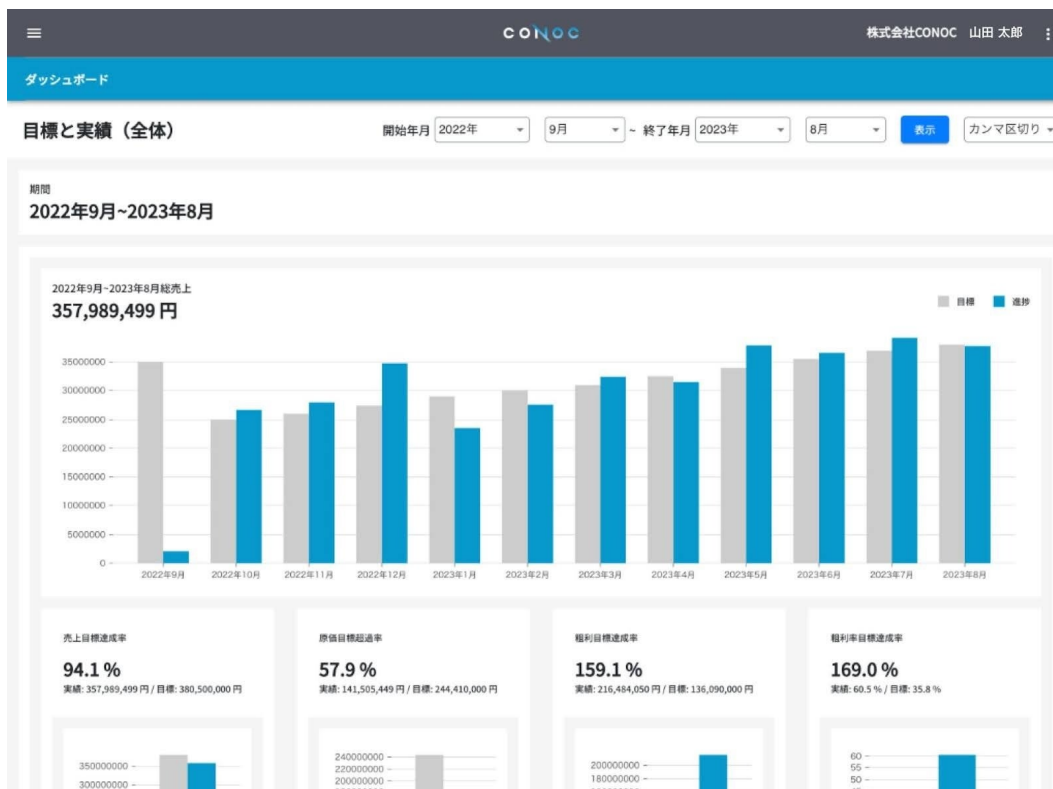 CONOC
株式会社CONOC 山田 太郎
ダッシュボード
目標と実績（全体）
開始年月 2022年 9月 ~ 終了年月 2023年 8月 表示 カンマ区切り
期間
2022年9月~2023年8月
2022年9月~2023年8月総売上
357,989,499 円
目標 進捗
35000000
30000000
25000000
20000000
15000000
10000000
5000000
0
2022年9月 2022年10月 2022年11月 2022年12月 2023年1月 2023年2月 2023年3月 2023年4月 2023年5月 2023年6月 2023年7月 2023年8月
売上目標達成率
94.1 %
実績: 357,989,499 円 / 目標: 380,500,000 円
350000000
300000000
原価目標超過率
57.9 %
実績: 141,505,449 円 / 目標: 244,410,000 円
240000000
220000000
200000000
粗利目標達成率
159.1 %
実績: 216,484,050 円 / 目標: 136,090,000 円
200000000
180000000
粗利率目標達成率
169.0 %
実績: 60.5 % / 目標: 35.8 %
60
55
50